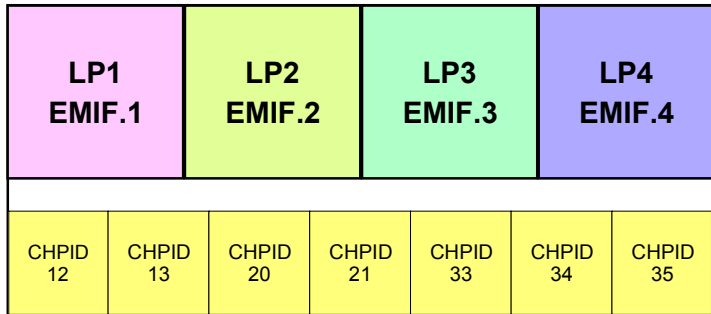 LP1
EMIF.1
LP2
EMIF.2
LP3
EMIF.3
LP4
EMIF.4
CHPID
12
CHPID
13
CHPID
20
CHPID
21
CHPID
33
CHPID
34
CHPID
35